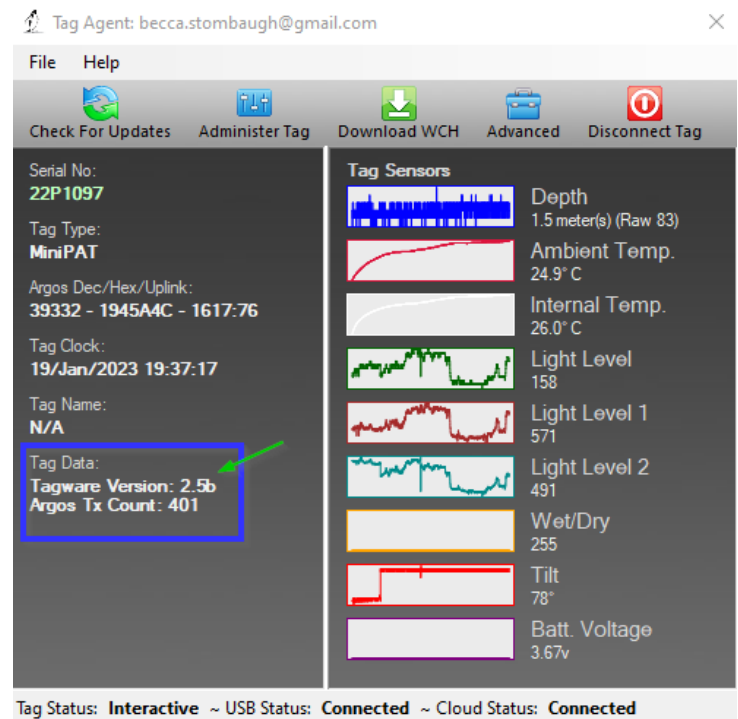 Tag Agent: becca.stombaugh@gmail.com
File Help
Check For Updates Administer Tag Download WCH Advanced Disconnect Tag
Serial No:
22P1097
Tag Type:
MiniPAT
Argos Dec/Hex/Uplink:
39332 - 1945A4C - 1617:76
Tag Clock:
19/Jan/2023 19:37:17
Tag Name:
N/A
Tag Data:
Tagware Version: 2.5b
Argos Tx Count: 401
Tag Sensors
Depth
1.5 meter(s) (Raw 83)
Ambient Temp.
24.9° C
Internal Temp.
26.0° C
Light Level
158
Light Level 1
571
Light Level 2
491
Wet/Dry
255
Tilt
78°
Batt. Voltage
3.67v
Tag Status: Interactive ~ USB Status: Connected ~ Cloud Status: Connected